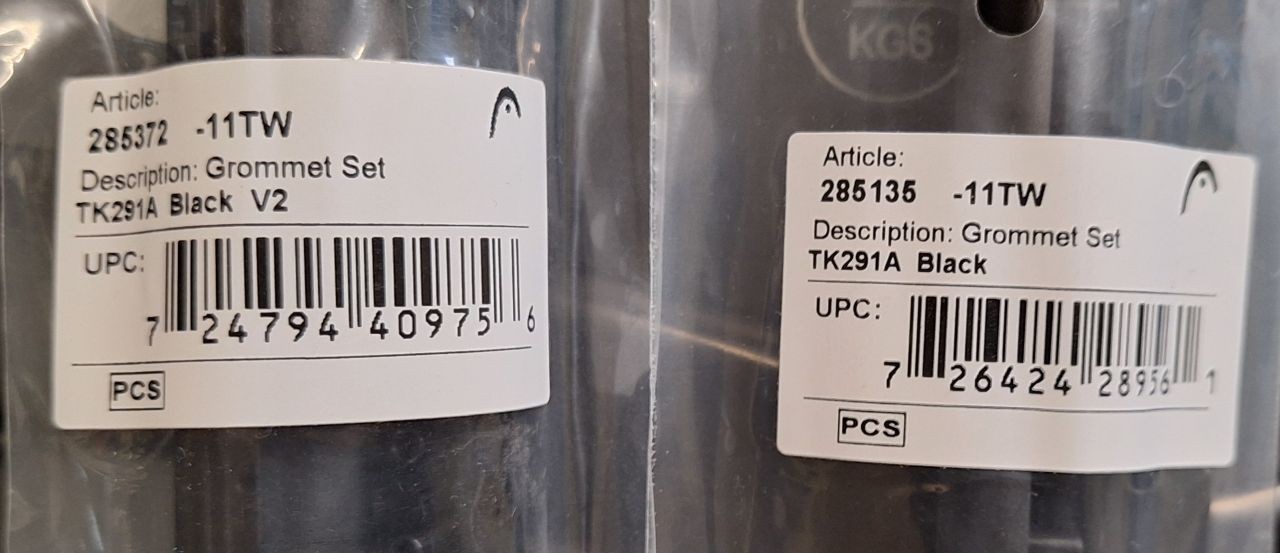 Article:
285372 -11TW
Description: Grommet Set
TK291A Black V2
UPC:
7 24794 40975 6
PCS
KGS
Article:
285135 -11TW
Description: Grommet Set
TK291A Black
UPC:
7 26424 28956 1
PCS